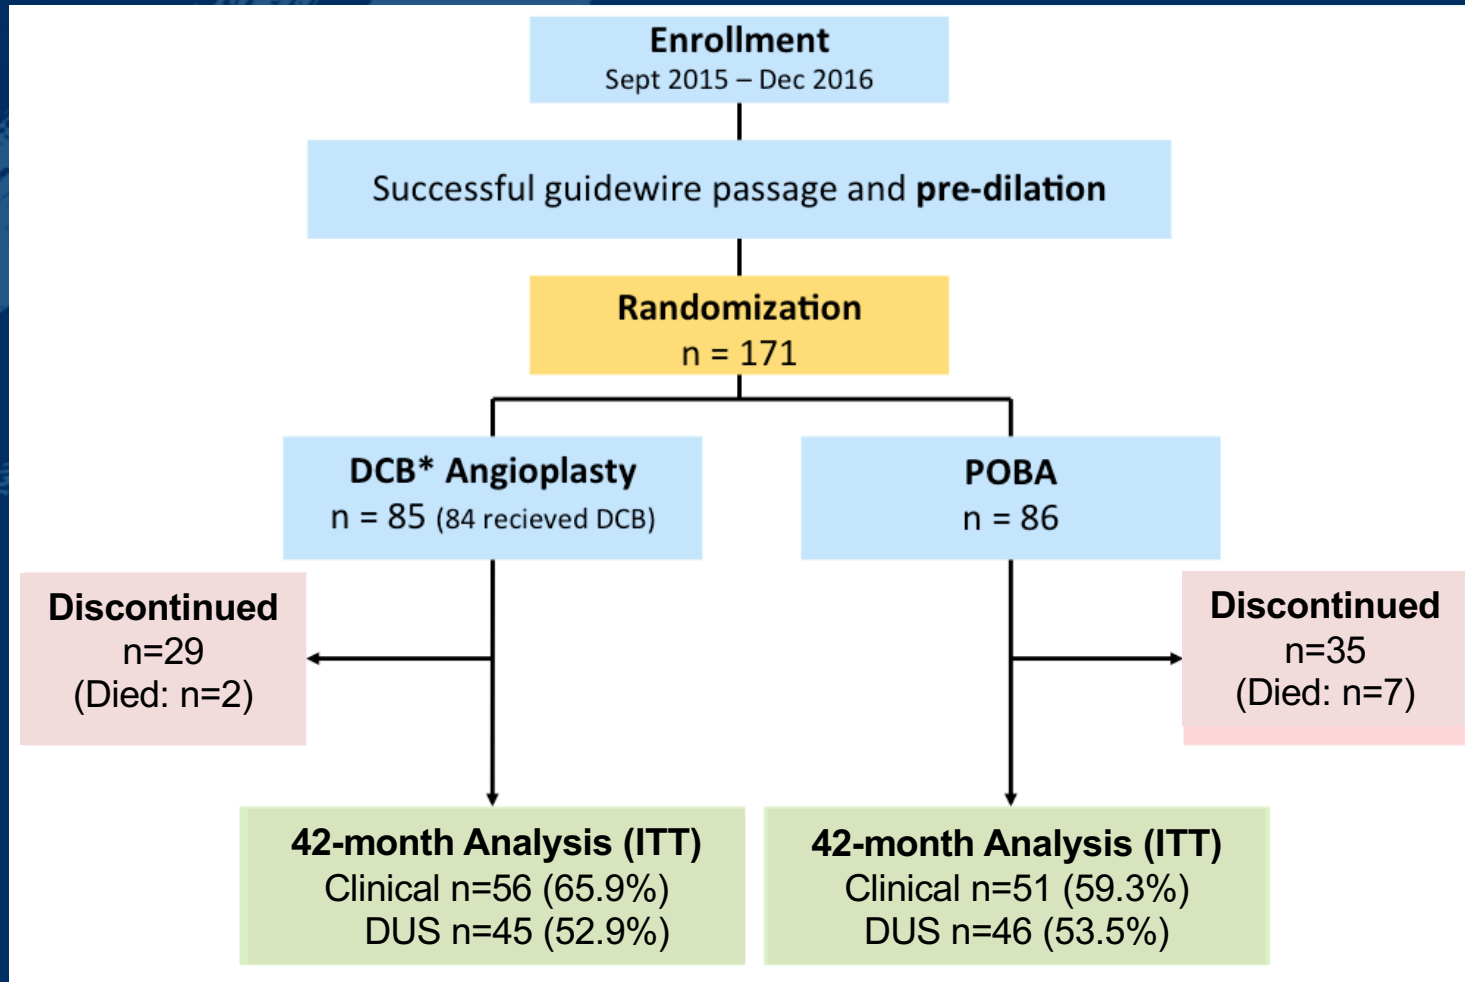 Enrollment
Sept 2015 – Dec 2016
Successful guidewire passage and pre-dilation
Randomization
n = 171
DCB* Angioplasty
n = 85 (84 recieved DCB)
POBA
n = 86
Discontinued
n=29
(Died: n=2)
Discontinued
n=35
(Died: n=7)
42-month Analysis (ITT)
Clinical n=56 (65.9%)
DUS n=45 (52.9%)
42-month Analysis (ITT)
Clinical n=51 (59.3%)
DUS n=46 (53.5%)